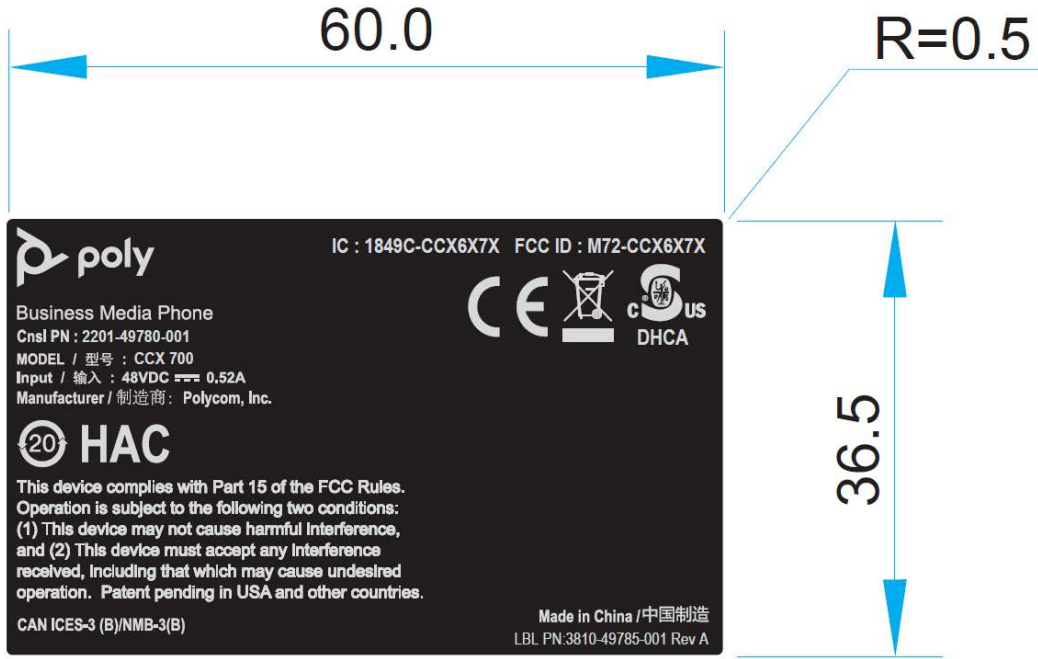 60.0
R=0.5
poly
IC : 1849C-CCX6X7X FCC ID : M72-CCX6X7X
Business Media Phone
Cnsl PN : 2201-49780-001
MODEL / 型号 : CCX 700
Input / 输入 : 48VDC ⎓ 0.52A
Manufacturer / 制造商: Polycom, Inc.
CE
C ® US
DHCA
20 HAC
36.5
This device complies with Part 15 of the FCC Rules.
Operation is subject to the following two conditions:
(1) This device may not cause harmful interference,
and (2) This device must accept any interference
received, including that which may cause undesired
operation. Patent pending in USA and other countries.
CAN ICES-3 (B)/NMB-3(B)
Made in China /中国制造
LBL PN:3810-49785-001 Rev A